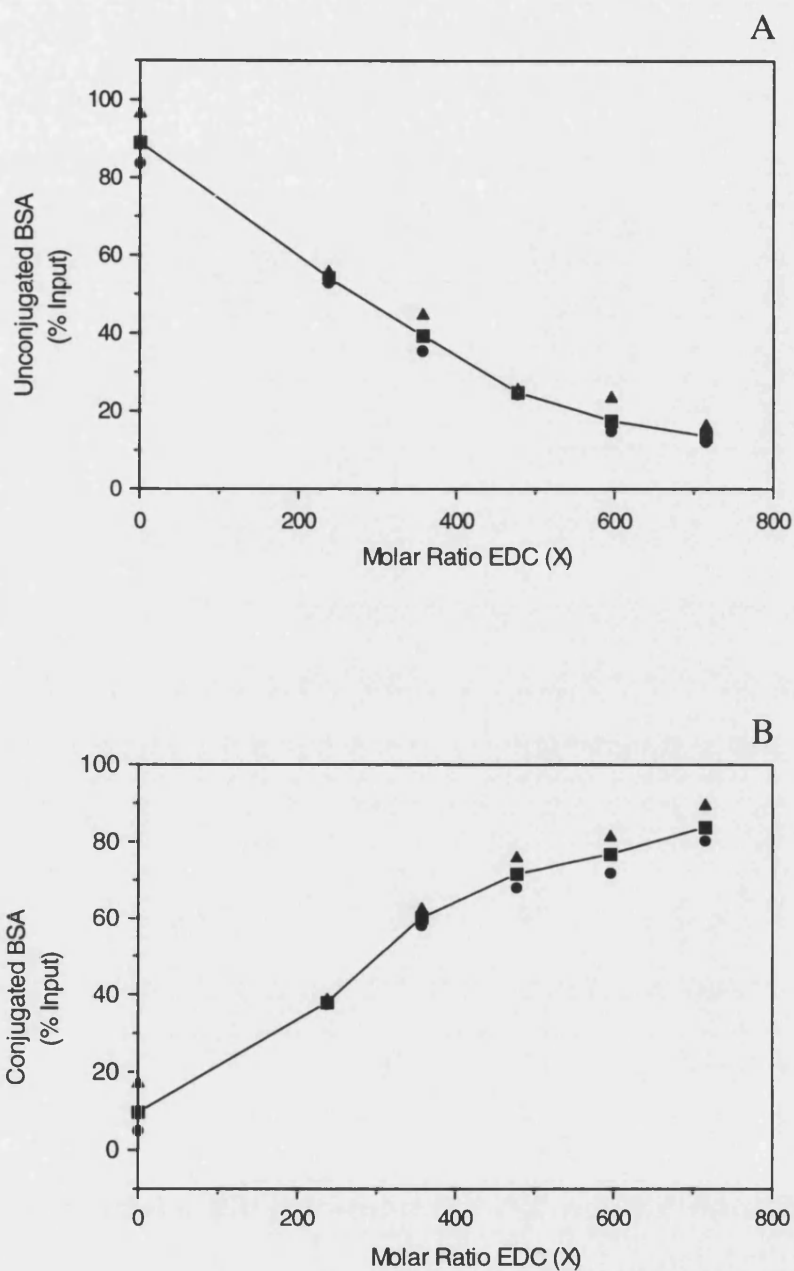 A
100
80
60
40
20
0
Unconjugated BSA
(% Input)
0 200 400 600 800
Molar Ratio EDC (X)
B
100
80
60
40
20
0
Conjugated BSA
(% Input)
0 200 400 600 800
Molar Ratio EDC (X)